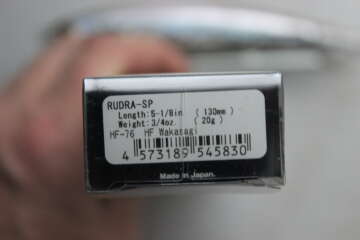 RUDRA-SP
Length:5-1/8in (130mm)
Weight:3/4oz. (20g)
HF-76 HF Wakasagi
4 573189 545830
Made in Japan.